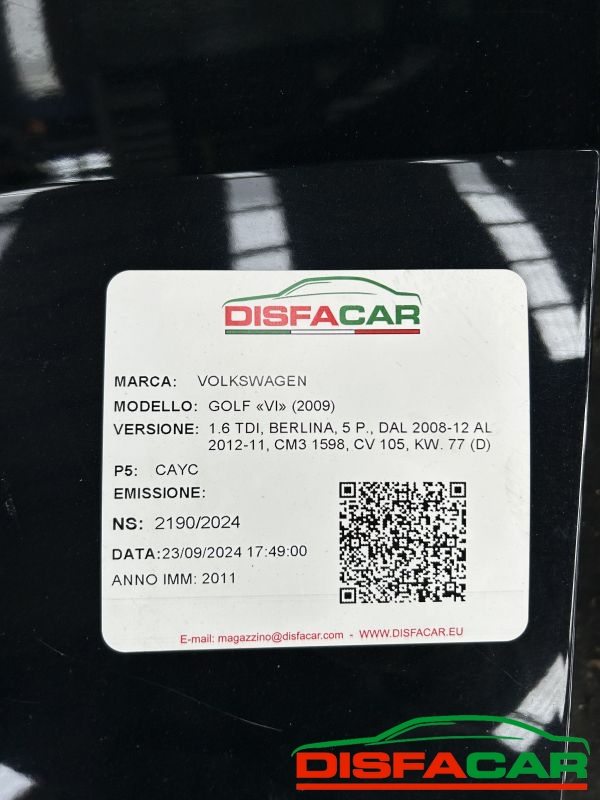 DISFACAR
MARCA: VOLKSWAGEN
MODELLO: GOLF «VI» (2009)
VERSIONE: 1.6 TDI, BERLINA, 5 P., DAL 2008-12 AL
2012-11, CM3 1598, CV 105, KW. 77 (D)
P5: CAYC
EMISSIONE:
NS: 2190/2024
DATA:23/09/2024 17:49:00
ANNO IMM: 2011
E-mail: magazzino@disfacar.com - WWW.DISFACAR.EU
DISFACAR